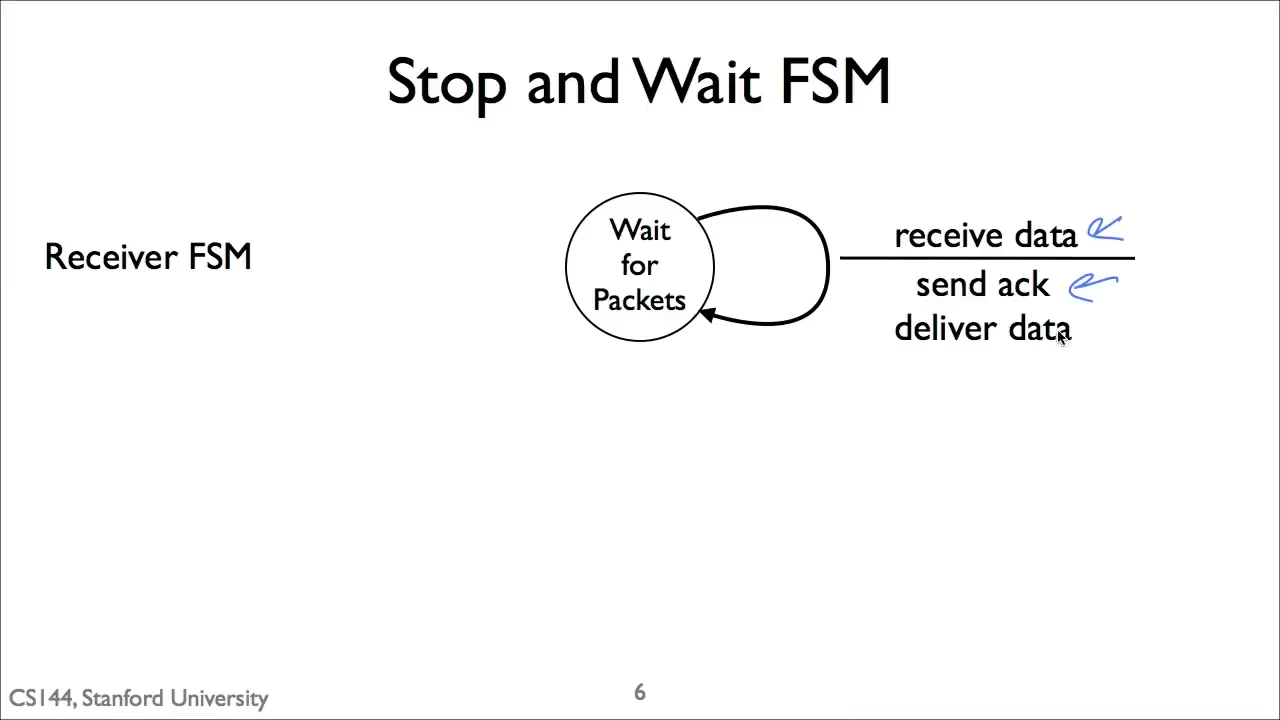 Stop and Wait FSM
Receiver FSM
Wait
for
Packets
receive data
send ack
deliver data
CS144, Stanford University
6